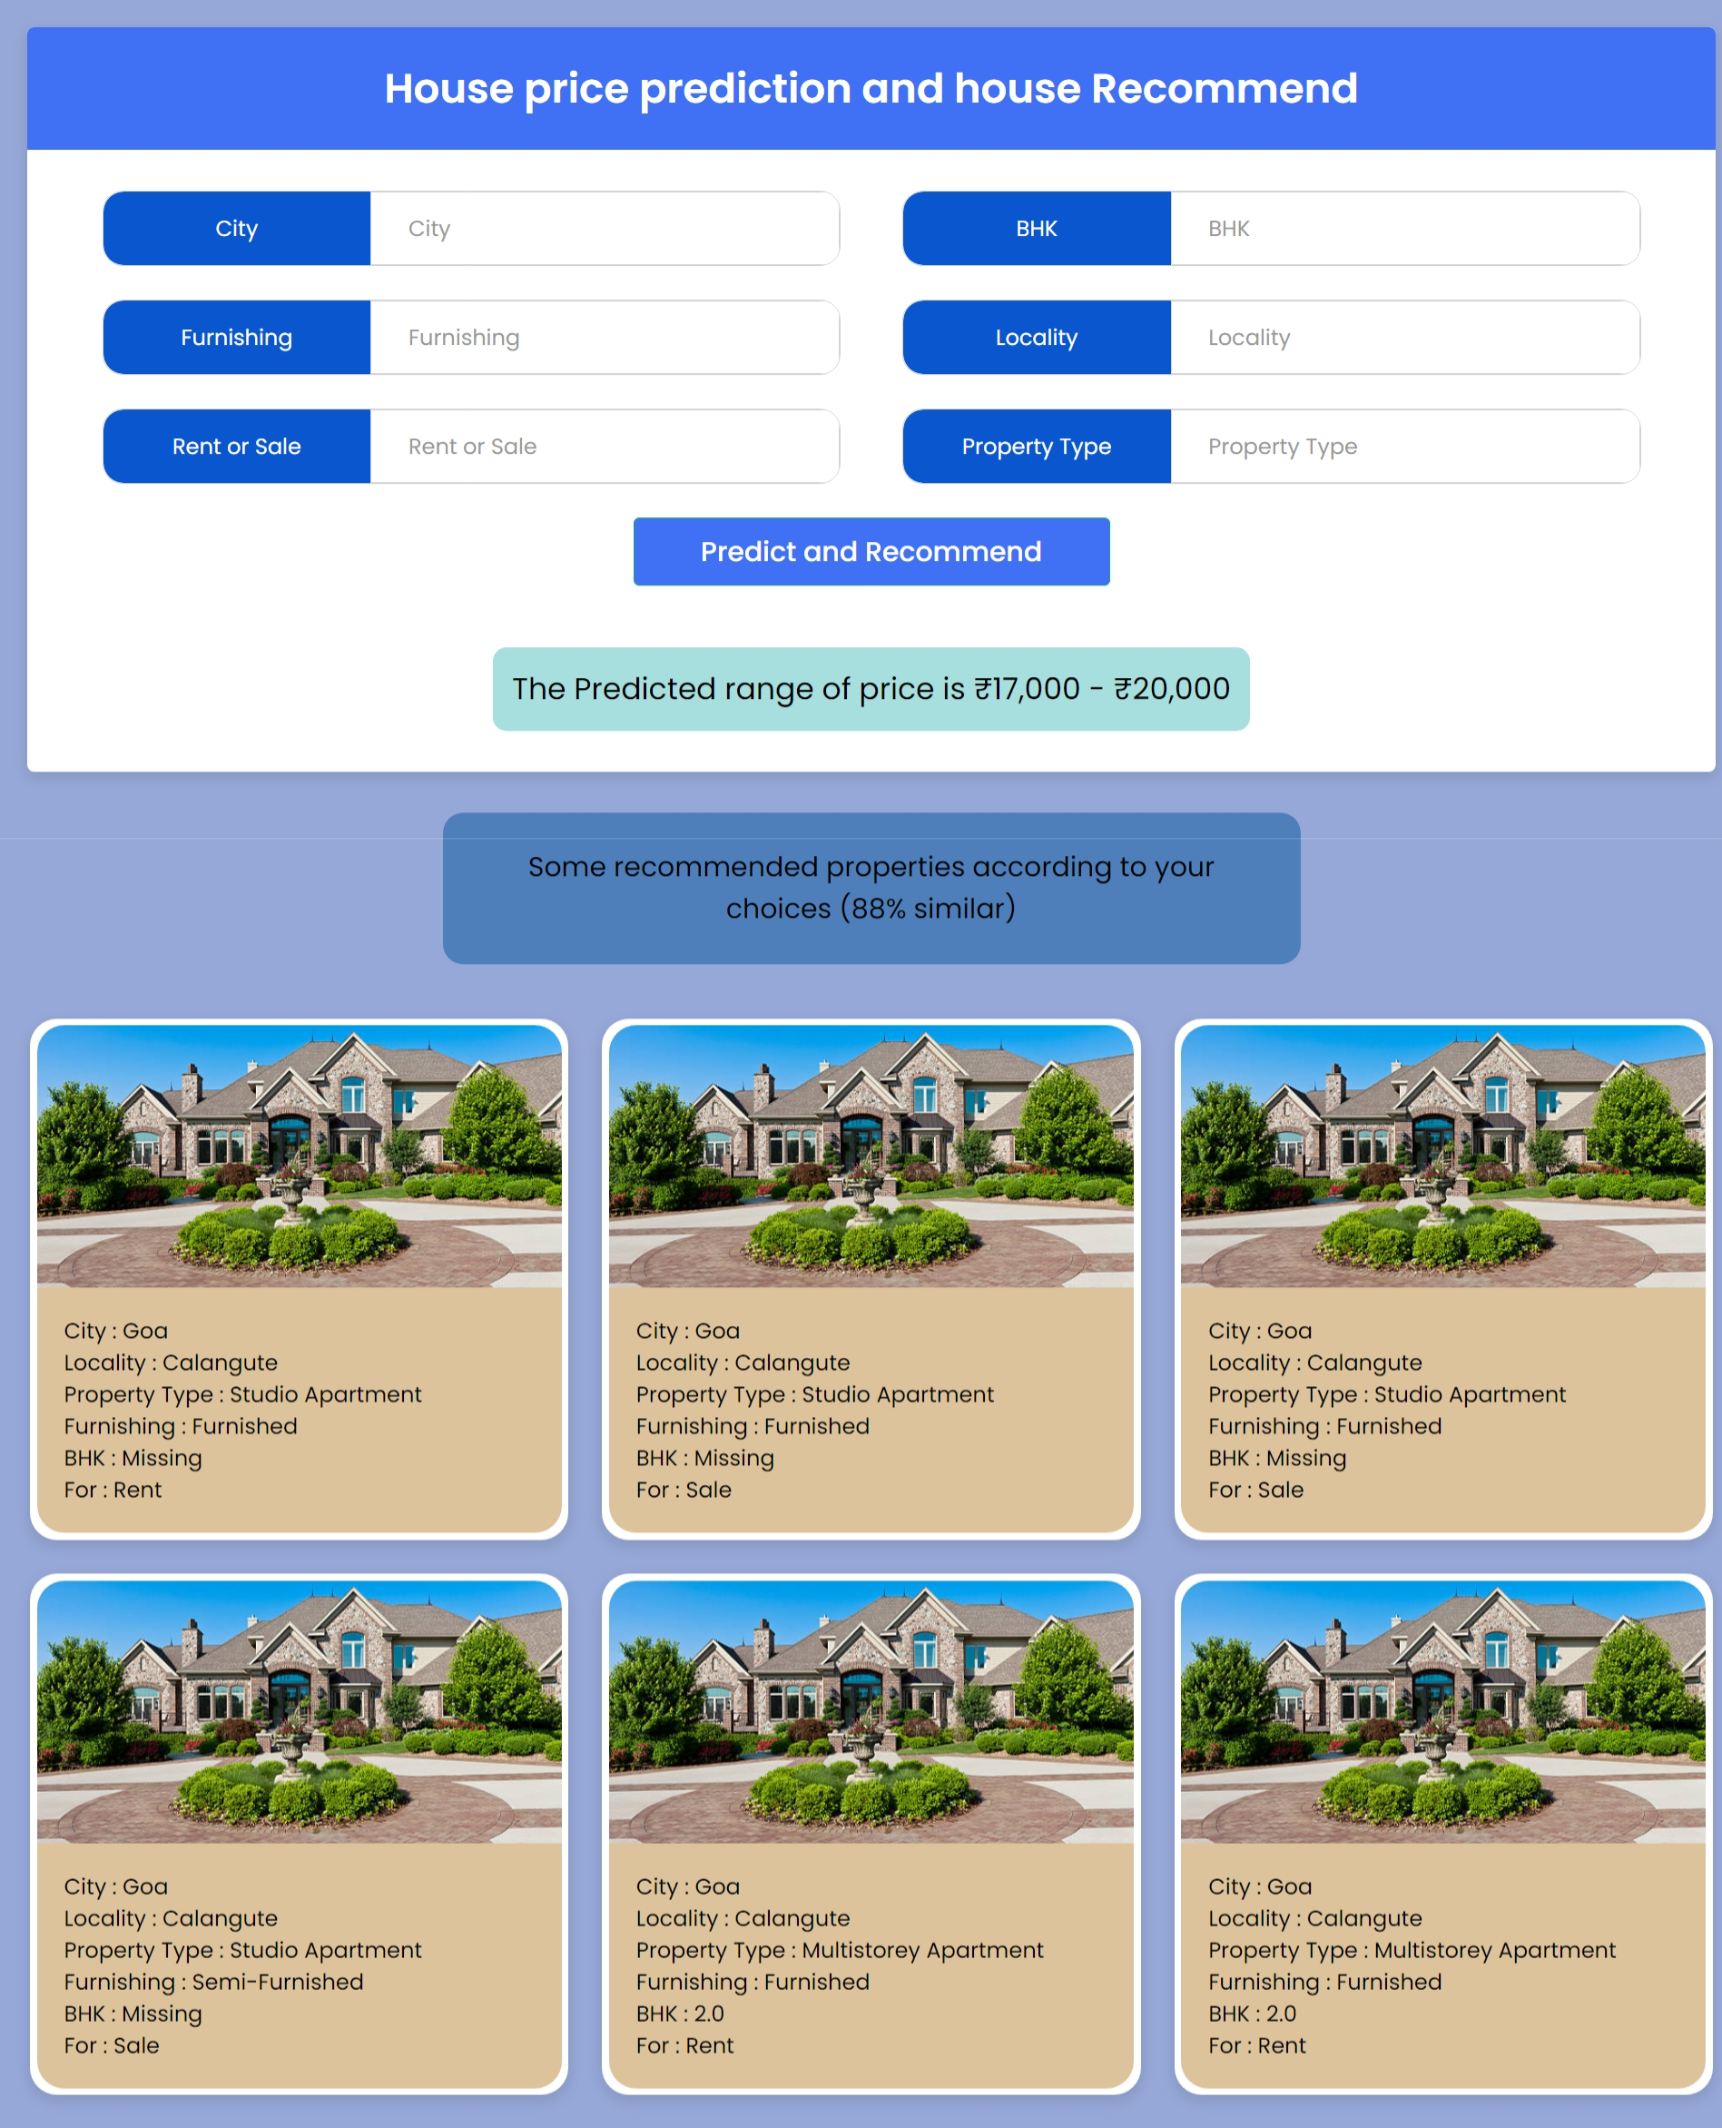 House price prediction and house Recommend
City City BHK BHK
Furnishing Furnishing Locality Locality
Rent or Sale Rent or Sale Property Type Property Type
Predict and Recommend
The Predicted range of price is ₹17,000 - ₹20,000
Some recommended properties according to your
choices (88% similar)
City : Goa
Locality : Calangute
Property Type : Studio Apartment
Furnishing : Furnished
BHK : Missing
For : Rent
City : Goa
Locality : Calangute
Property Type : Studio Apartment
Furnishing : Furnished
BHK : Missing
For : Sale
City : Goa
Locality : Calangute
Property Type : Studio Apartment
Furnishing : Furnished
BHK : Missing
For : Sale
City : Goa
Locality : Calangute
Property Type : Studio Apartment
Furnishing : Semi-Furnished
BHK : Missing
For : Sale
City : Goa
Locality : Calangute
Property Type : Multistorey Apartment
Furnishing : Furnished
BHK : 2.0
For : Rent
City : Goa
Locality : Calangute
Property Type : Multistorey Apartment
Furnishing : Furnished
BHK : 2.0
For : Rent